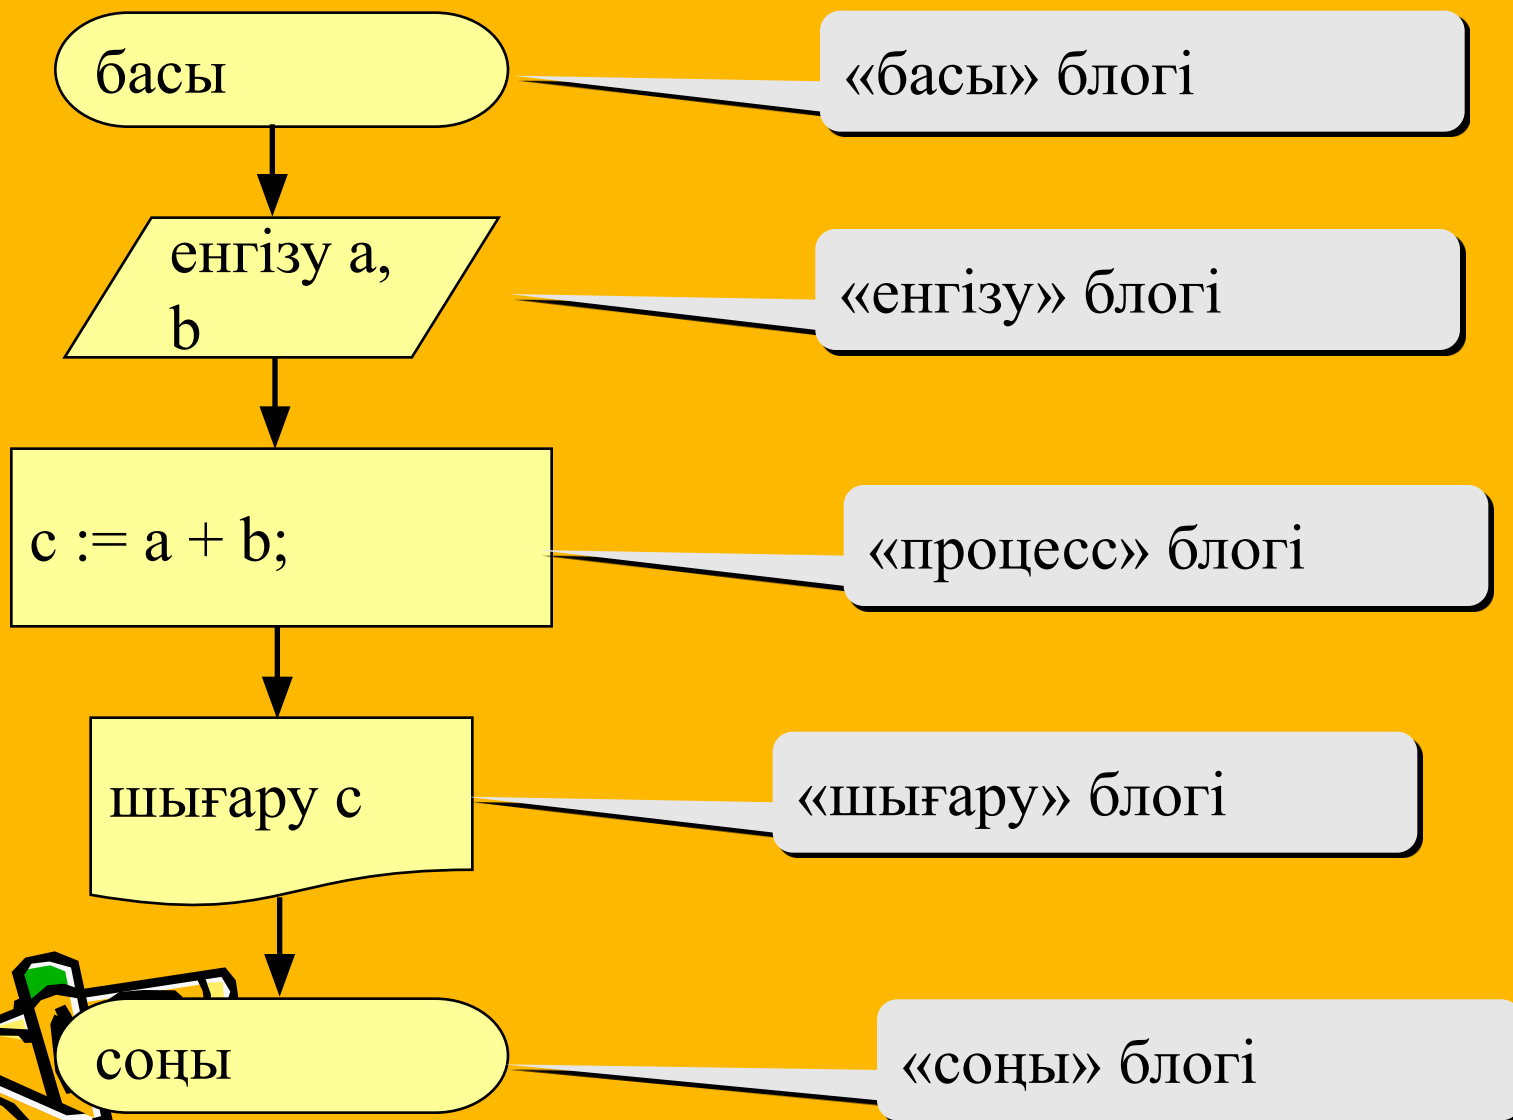 басы
«басы» блогі
енгізу a,
b
«енгізу» блогі
c := a + b;
«процесс» блогі
шығару c
«шығару» блогі
соңы
«соңы» блогі